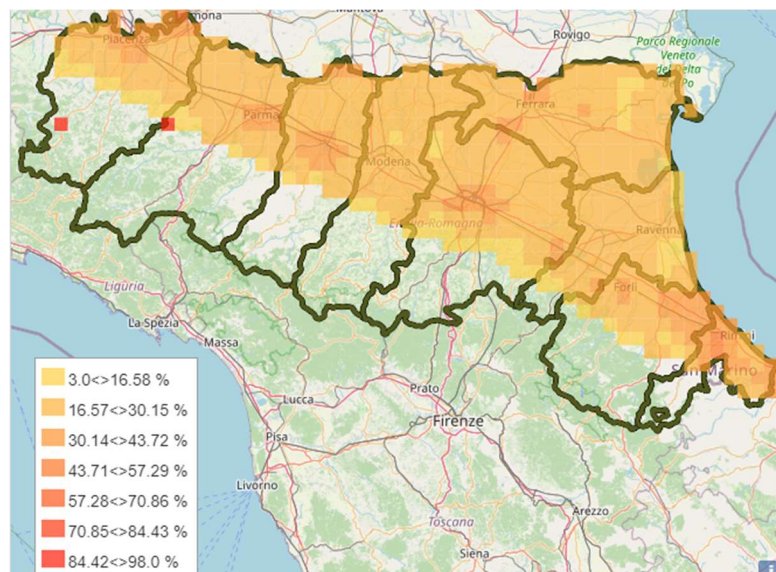 Rovigo
Parco Regionale
Veneto
del Delta
Piacenza
Ferrara
Parma
Modena
Emilia-Romagna
Ravenna
Forlì
Liguria
La Spezia
Massa
Rimini
San Marino
Lucca
Prato
Firenze
Pisa
Livorno
Arezzo
Toscana
Siena
3.0<>16.58 %
16.57<>30.15 %
30.14<>43.72 %
43.71<>57.29 %
57.28<>70.86 %
70.85<>84.43 %
84.42<>98.0 %